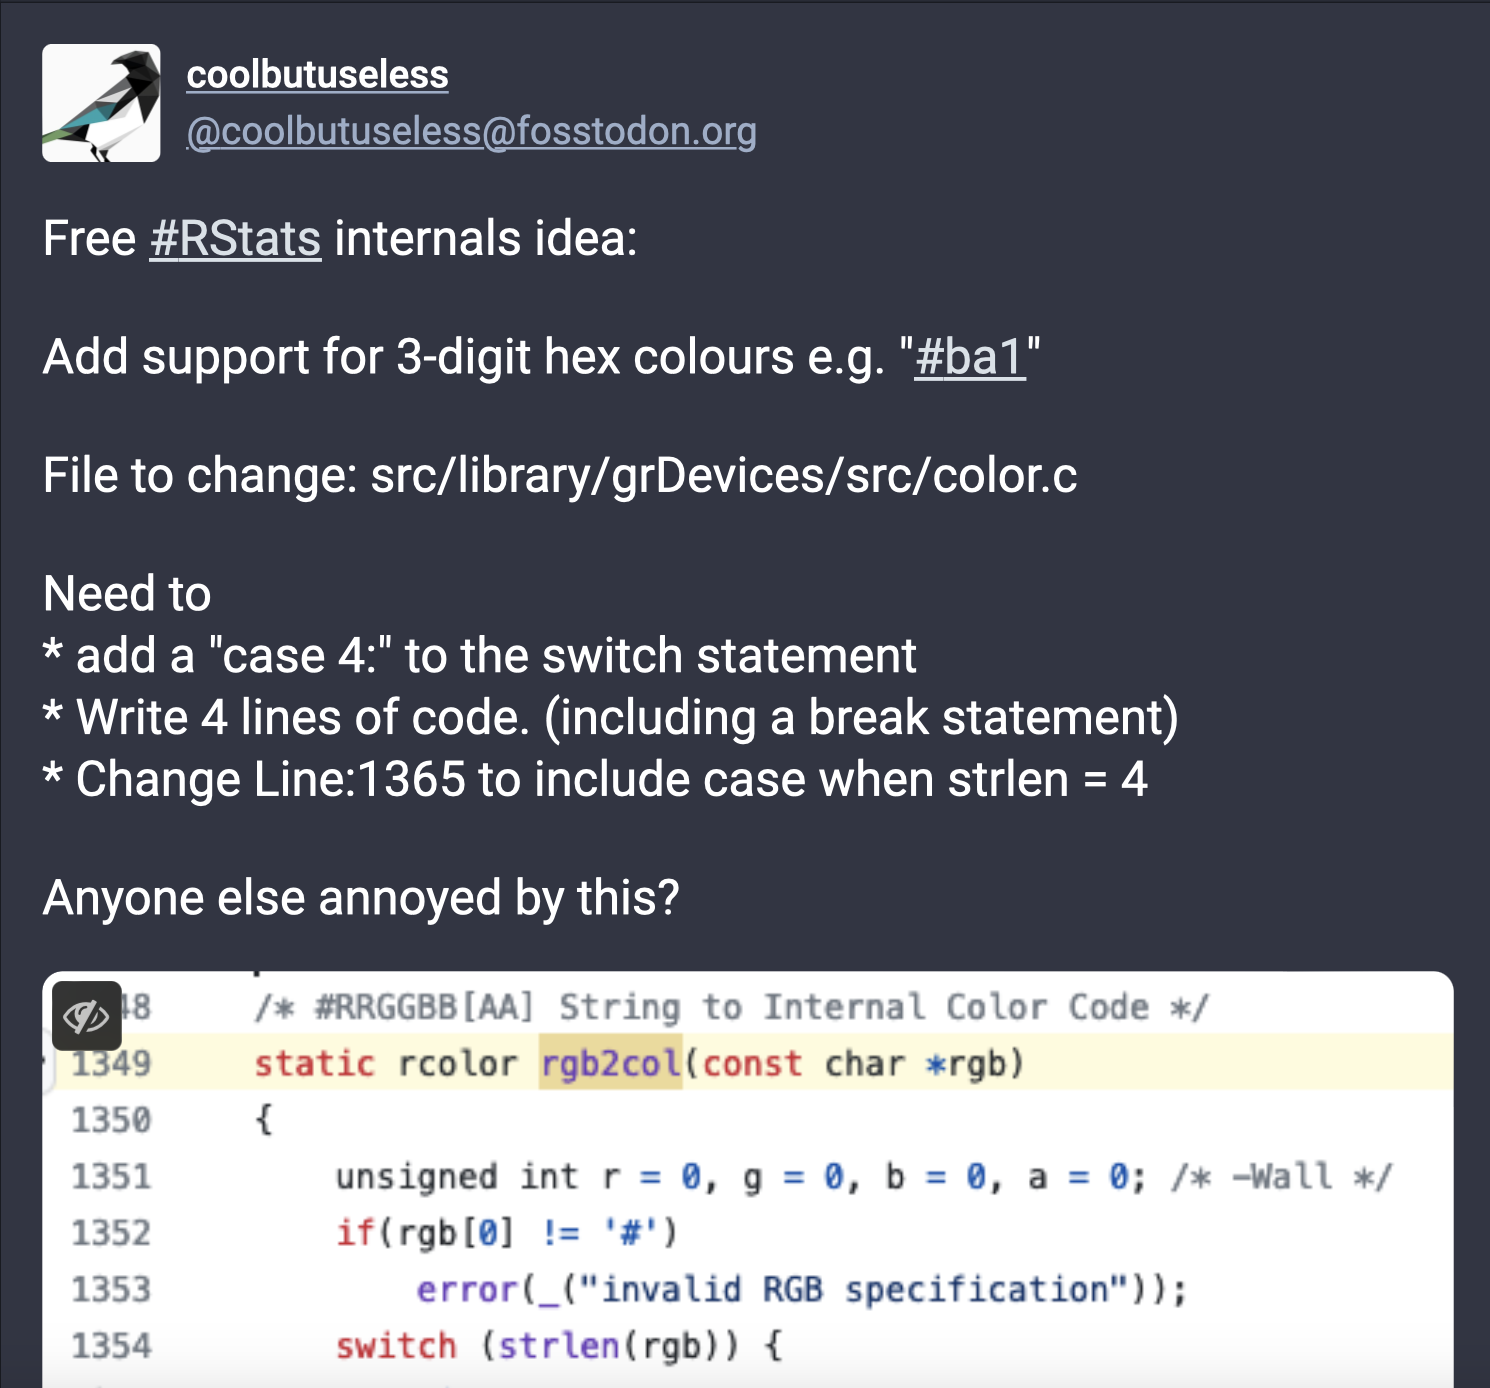 coolbutuseless
@coolbutuseless@fosstodon.org
Free #RStats internals idea:
Add support for 3-digit hex colours e.g. "#ba1"
File to change: src/library/grDevices/src/color.c
Need to
* add a "case 4:" to the switch statement
* Write 4 lines of code. (including a break statement)
* Change Line:1365 to include case when strlen = 4
Anyone else annoyed by this?
48 /* #RRGGBB[AA] String to Internal Color Code */
1349 static rcolor rgb2col(const char *rgb)
1350 {
1351 unsigned int r = 0, g = 0, b = 0, a = 0; /* -Wall */
1352 if(rgb[0] != '#')
1353 error(_("invalid RGB specification"));
1354 switch (strlen(rgb)) {